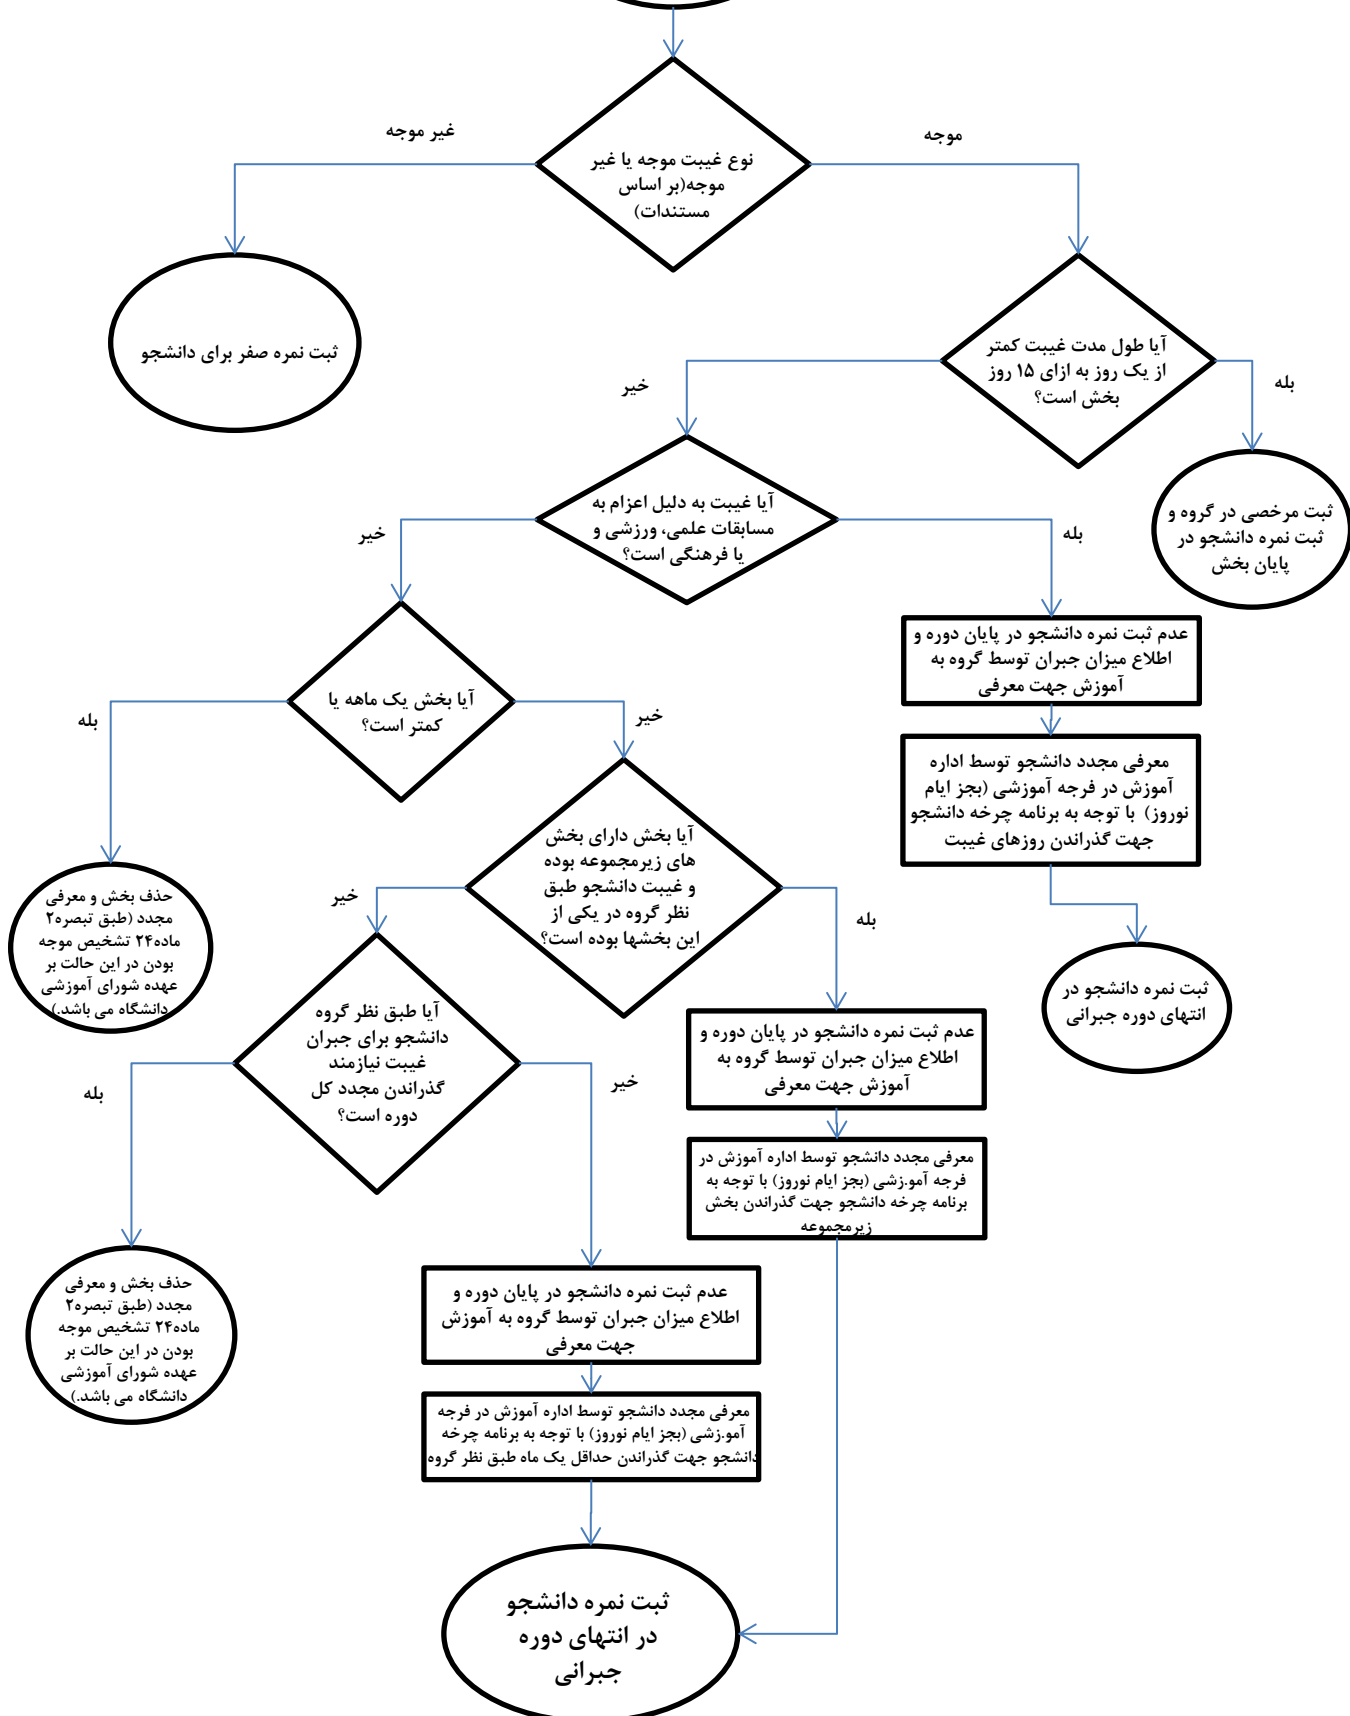 موجه
غیر موجه
نوع غیبت موجه یا غیر
موجه(بر اساس
مستندات)
ثبت نمره صفر برای دانشجو
آیا طول مدت غیبت کمتر
از یک روز به ازای ۱۵ روز
بخش است؟
بله
خیر
ثبت مرخصی در گروه و
ثبت نمره دانشجو در
پایان بخش
آیا غیبت به دلیل اعزام به
مسابقات علمی، ورزشی و
یا فرهنگی است؟
بله
خیر
عدم ثبت نمره دانشجو در پایان دوره و
اطلاع میزان جبران توسط گروه به
آموزش جهت معرفی
معرفی مجدد دانشجو توسط اداره
آموزش در فرجه آموزشی (بجز ایام
نوروز) با توجه به برنامه چرخه دانشجو
جهت گذراندن روزهای غیبت
ثبت نمره دانشجو در
انتهای دوره جبرانی
آیا بخش یک ماهه یا
کمتر است؟
خیر
بله
حذف بخش و معرفی
مجدد (طبق تبصره۲
ماده۲۴ تشخیص موجه
بودن در این حالت بر
عهده شورای آموزشی
دانشگاه می باشد.)
آیا بخش دارای بخش
های زیرمجموعه بوده
و غیبت دانشجو طبق
نظر گروه در یکی از
این بخشها بوده است؟
بله
خیر
عدم ثبت نمره دانشجو در پایان دوره و
اطلاع میزان جبران توسط گروه به
آموزش جهت معرفی
معرفی مجدد دانشجو توسط اداره آموزش در
فرجه آمو.زشی (بجز ایام نوروز) با توجه به
برنامه چرخه دانشجو جهت گذراندن بخش
زیرمجموعه
آیا طبق نظر گروه
دانشجو برای جبران
غیبت نیازمند
گذراندن مجدد کل
دوره است؟
خیر
بله
حذف بخش و معرفی
مجدد (طبق تبصره۲
ماده۲۴ تشخیص موجه
بودن در این حالت بر
عهده شورای آموزشی
دانشگاه می باشد.)
عدم ثبت نمره دانشجو در پایان دوره و
اطلاع میزان جبران توسط گروه به آموزش
جهت معرفی
معرفی مجدد دانشجو توسط اداره آموزش در فرجه
آمو.زشی (بجز ایام نوروز) با توجه به برنامه چرخه
دانشجو جهت گذراندن حداقل یک ماه طبق نظر گروه
ثبت نمره دانشجو
در انتهای دوره
جبرانی